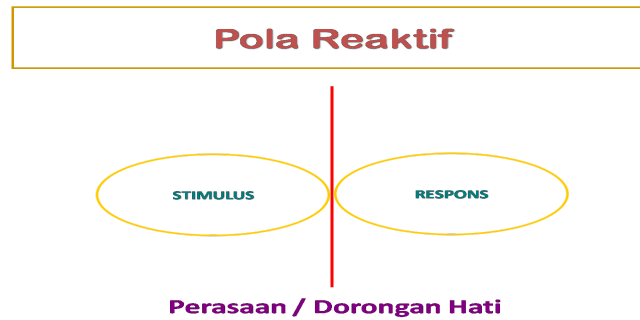 Pola Reaktif
STIMULUS
RESPONS
Perasaan / Dorongan Hati